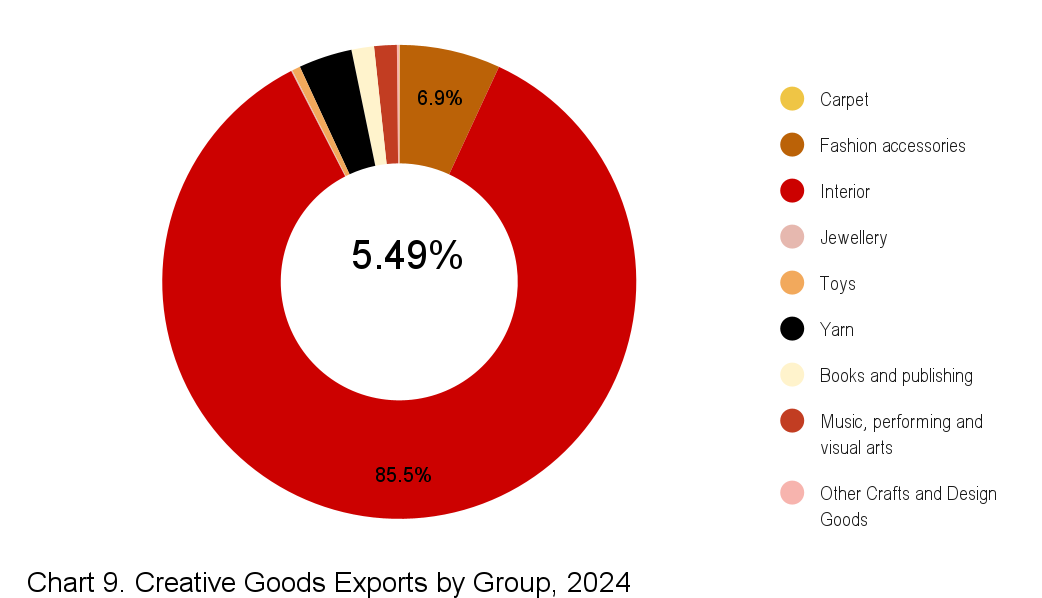 6.9%
5.49%
85.5%
Carpet
Fashion accessories
Interior
Jewellery
Toys
Yarn
Books and publishing
Music, performing and
visual arts
Other Crafts and Design
Goods
Chart 9. Creative Goods Exports by Group, 2024